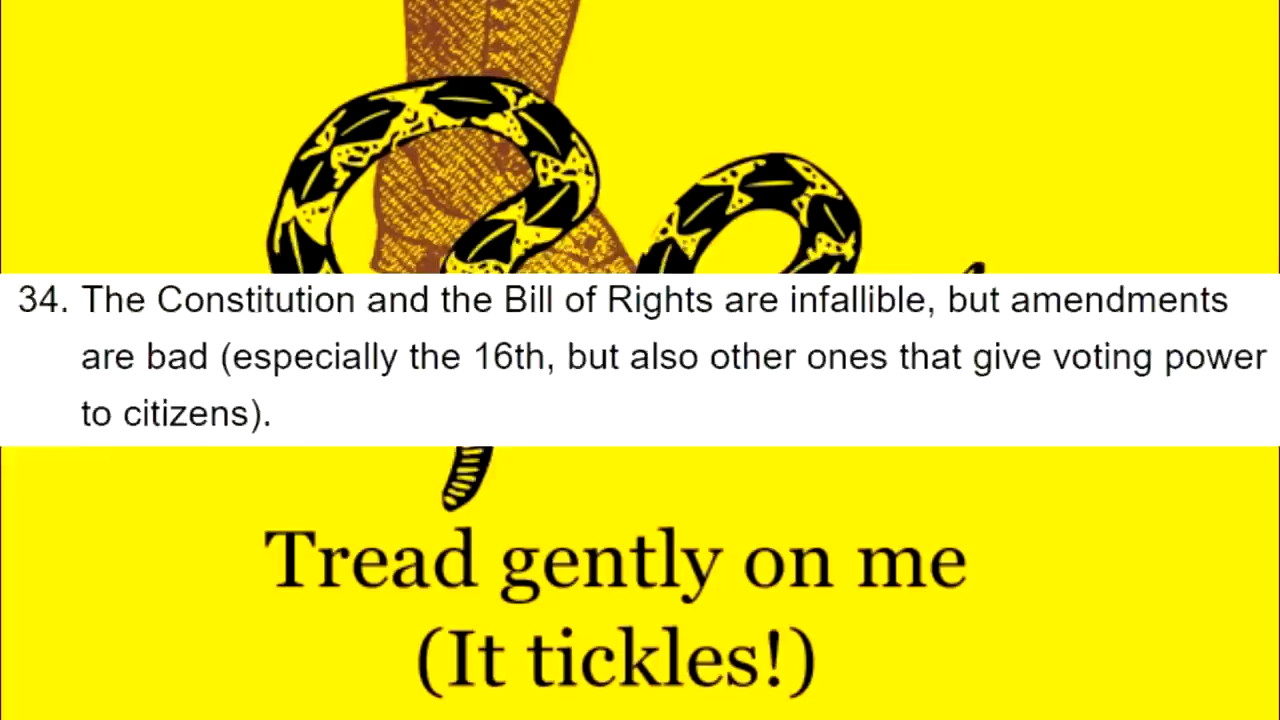 34. The Constitution and the Bill of Rights are infallible, but amendments
are bad (especially the 16th, but also other ones that give voting power
to citizens).
Tread gently on me
(It tickles!)